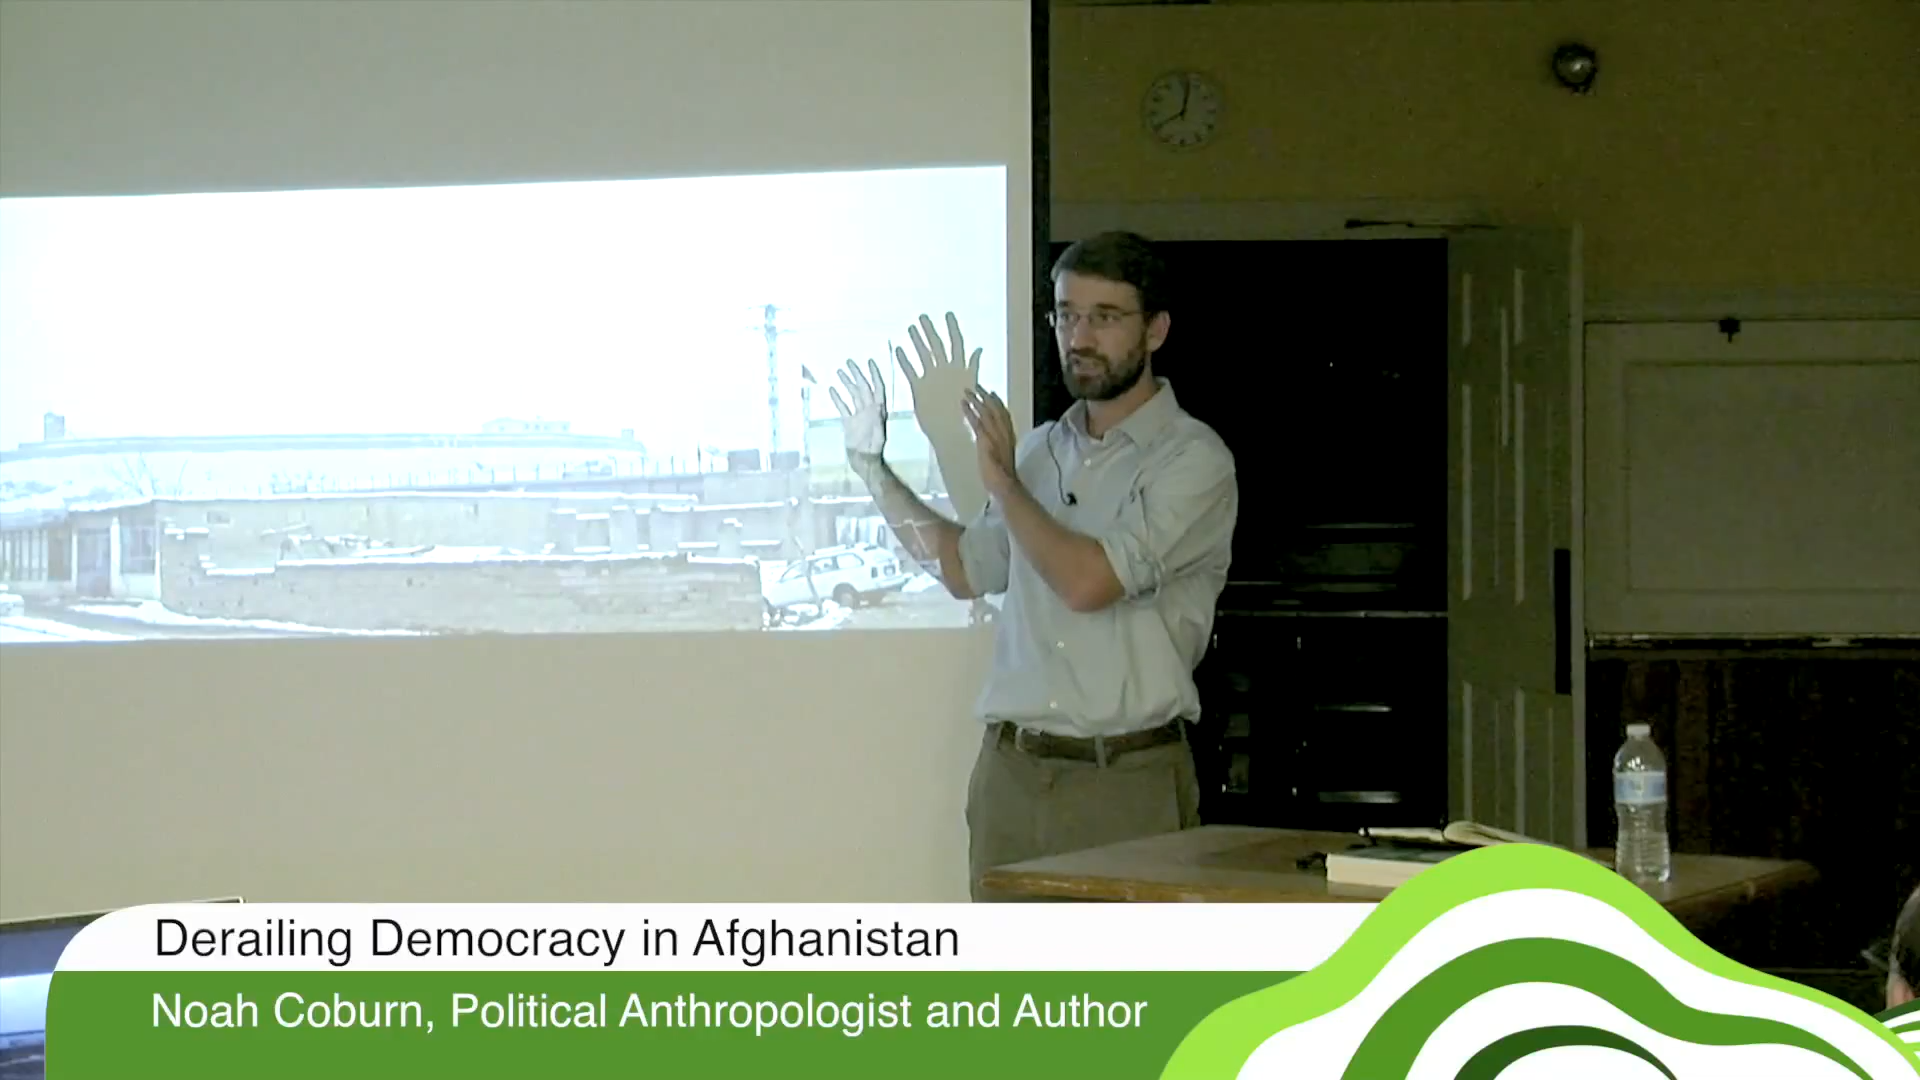 Derailing Democracy in Afghanistan
Noah Coburn, Political Anthropologist and Author